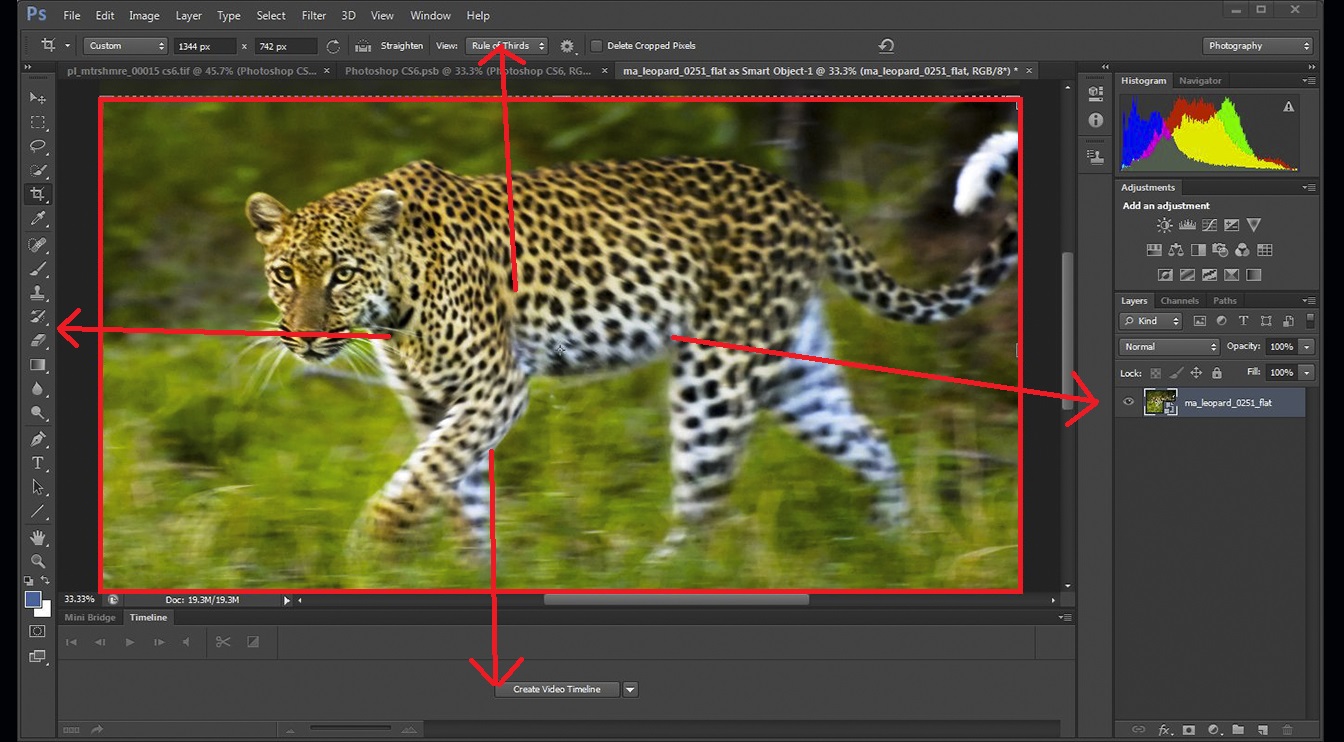 Ps File Edit Image Layer Type Select Filter 3D View Window Help
Custom 1344 px x 742 px Straighten View: Rule of Thirds Delete Cropped Pixels Photography
pl_mtrshmre_00015 cs6.tif @ 45.7% (Photoshop CS... × Photoshop CS6.psb @ 33.3% (Photoshop CS6, RG... × ma_leopard_0251_flat as Smart Object-1 @ 33.3% (ma_leopard_0251_flat, RGB/8*) * ×
Histogram Navigator
Adjustments
Add an adjustment
Layers Channels Paths
Kind T
Normal Opacity: 100%
Lock: Fill: 100%
ma_leopard_0251_flat
T
33.33% Doc: 19.3M/19.3M
Mini Bridge Timeline
Create Video Timeline
fx